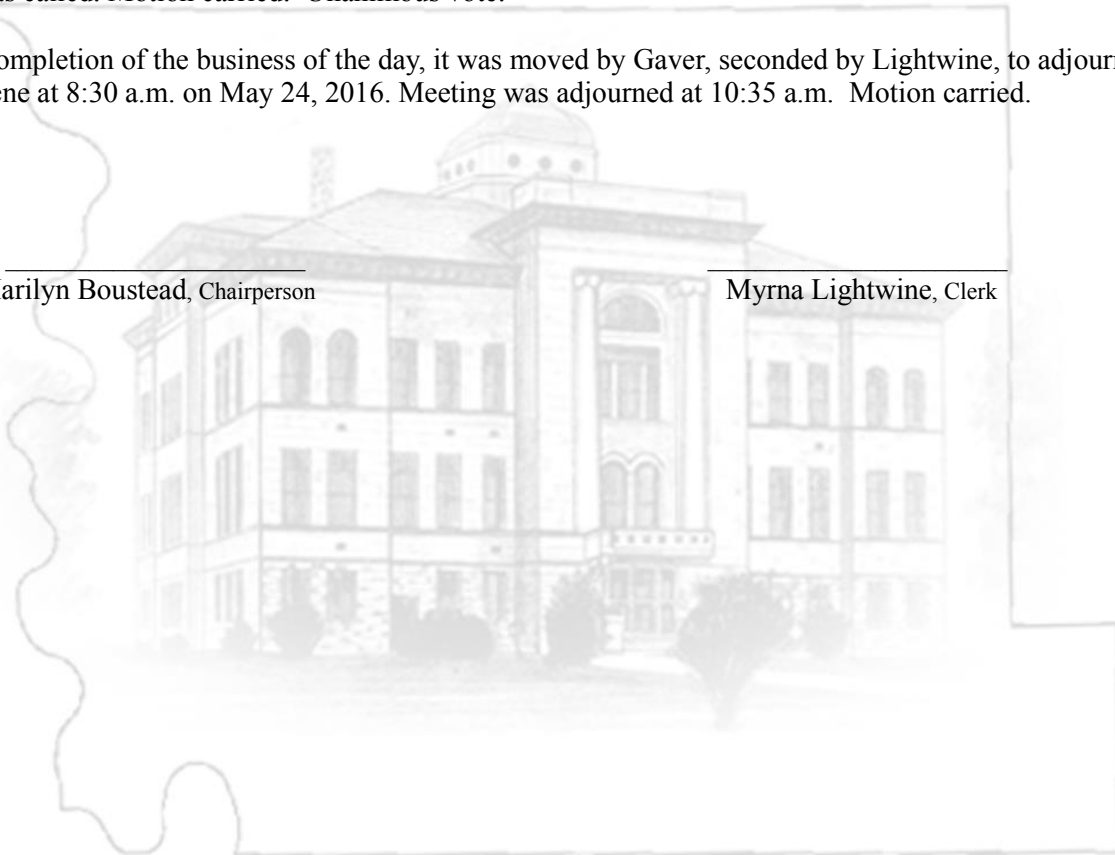 called. Motion carried. Unanimous vote.
ompletion of the business of the day, it was moved by Gaver, seconded by Lightwine, to adjourn
ene at 8:30 a.m. on May 24, 2016. Meeting was adjourned at 10:35 a.m. Motion carried.
arilyn Boustead, Chairperson
Myrna Lightwine, Clerk